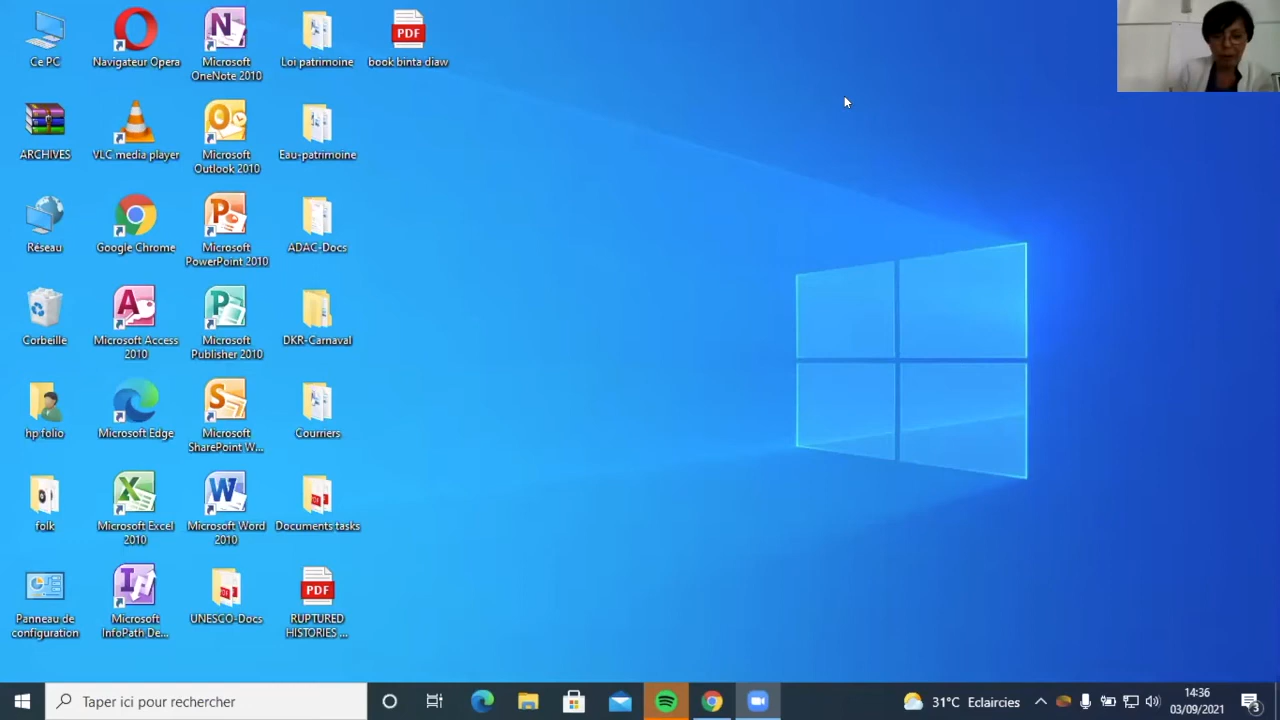 Ce PC
Navigateur Opera
Microsoft
OneNote 2010
Loi patrimoine
PDF
book binta diaw
ARCHIVES
VLC media player
Microsoft
Outlook 2010
Eau-patrimoine
Réseau
Google Chrome
Microsoft
PowerPoint 2010
ADAC-Docs
Corbeille
Microsoft Access
2010
Microsoft
Publisher 2010
DKR-Carnaval
hp folio
Microsoft Edge
Microsoft
SharePoint W...
Courriers
folk
Microsoft Excel
2010
Microsoft Word
2010
Documents tasks
Panneau de
configuration
Microsoft
InfoPath De...
UNESCO-Docs
PDF
RUPTURED
HISTORIES ...
Taper ici pour rechercher
31°C Eclaircies
14:36
03/09/2021
3